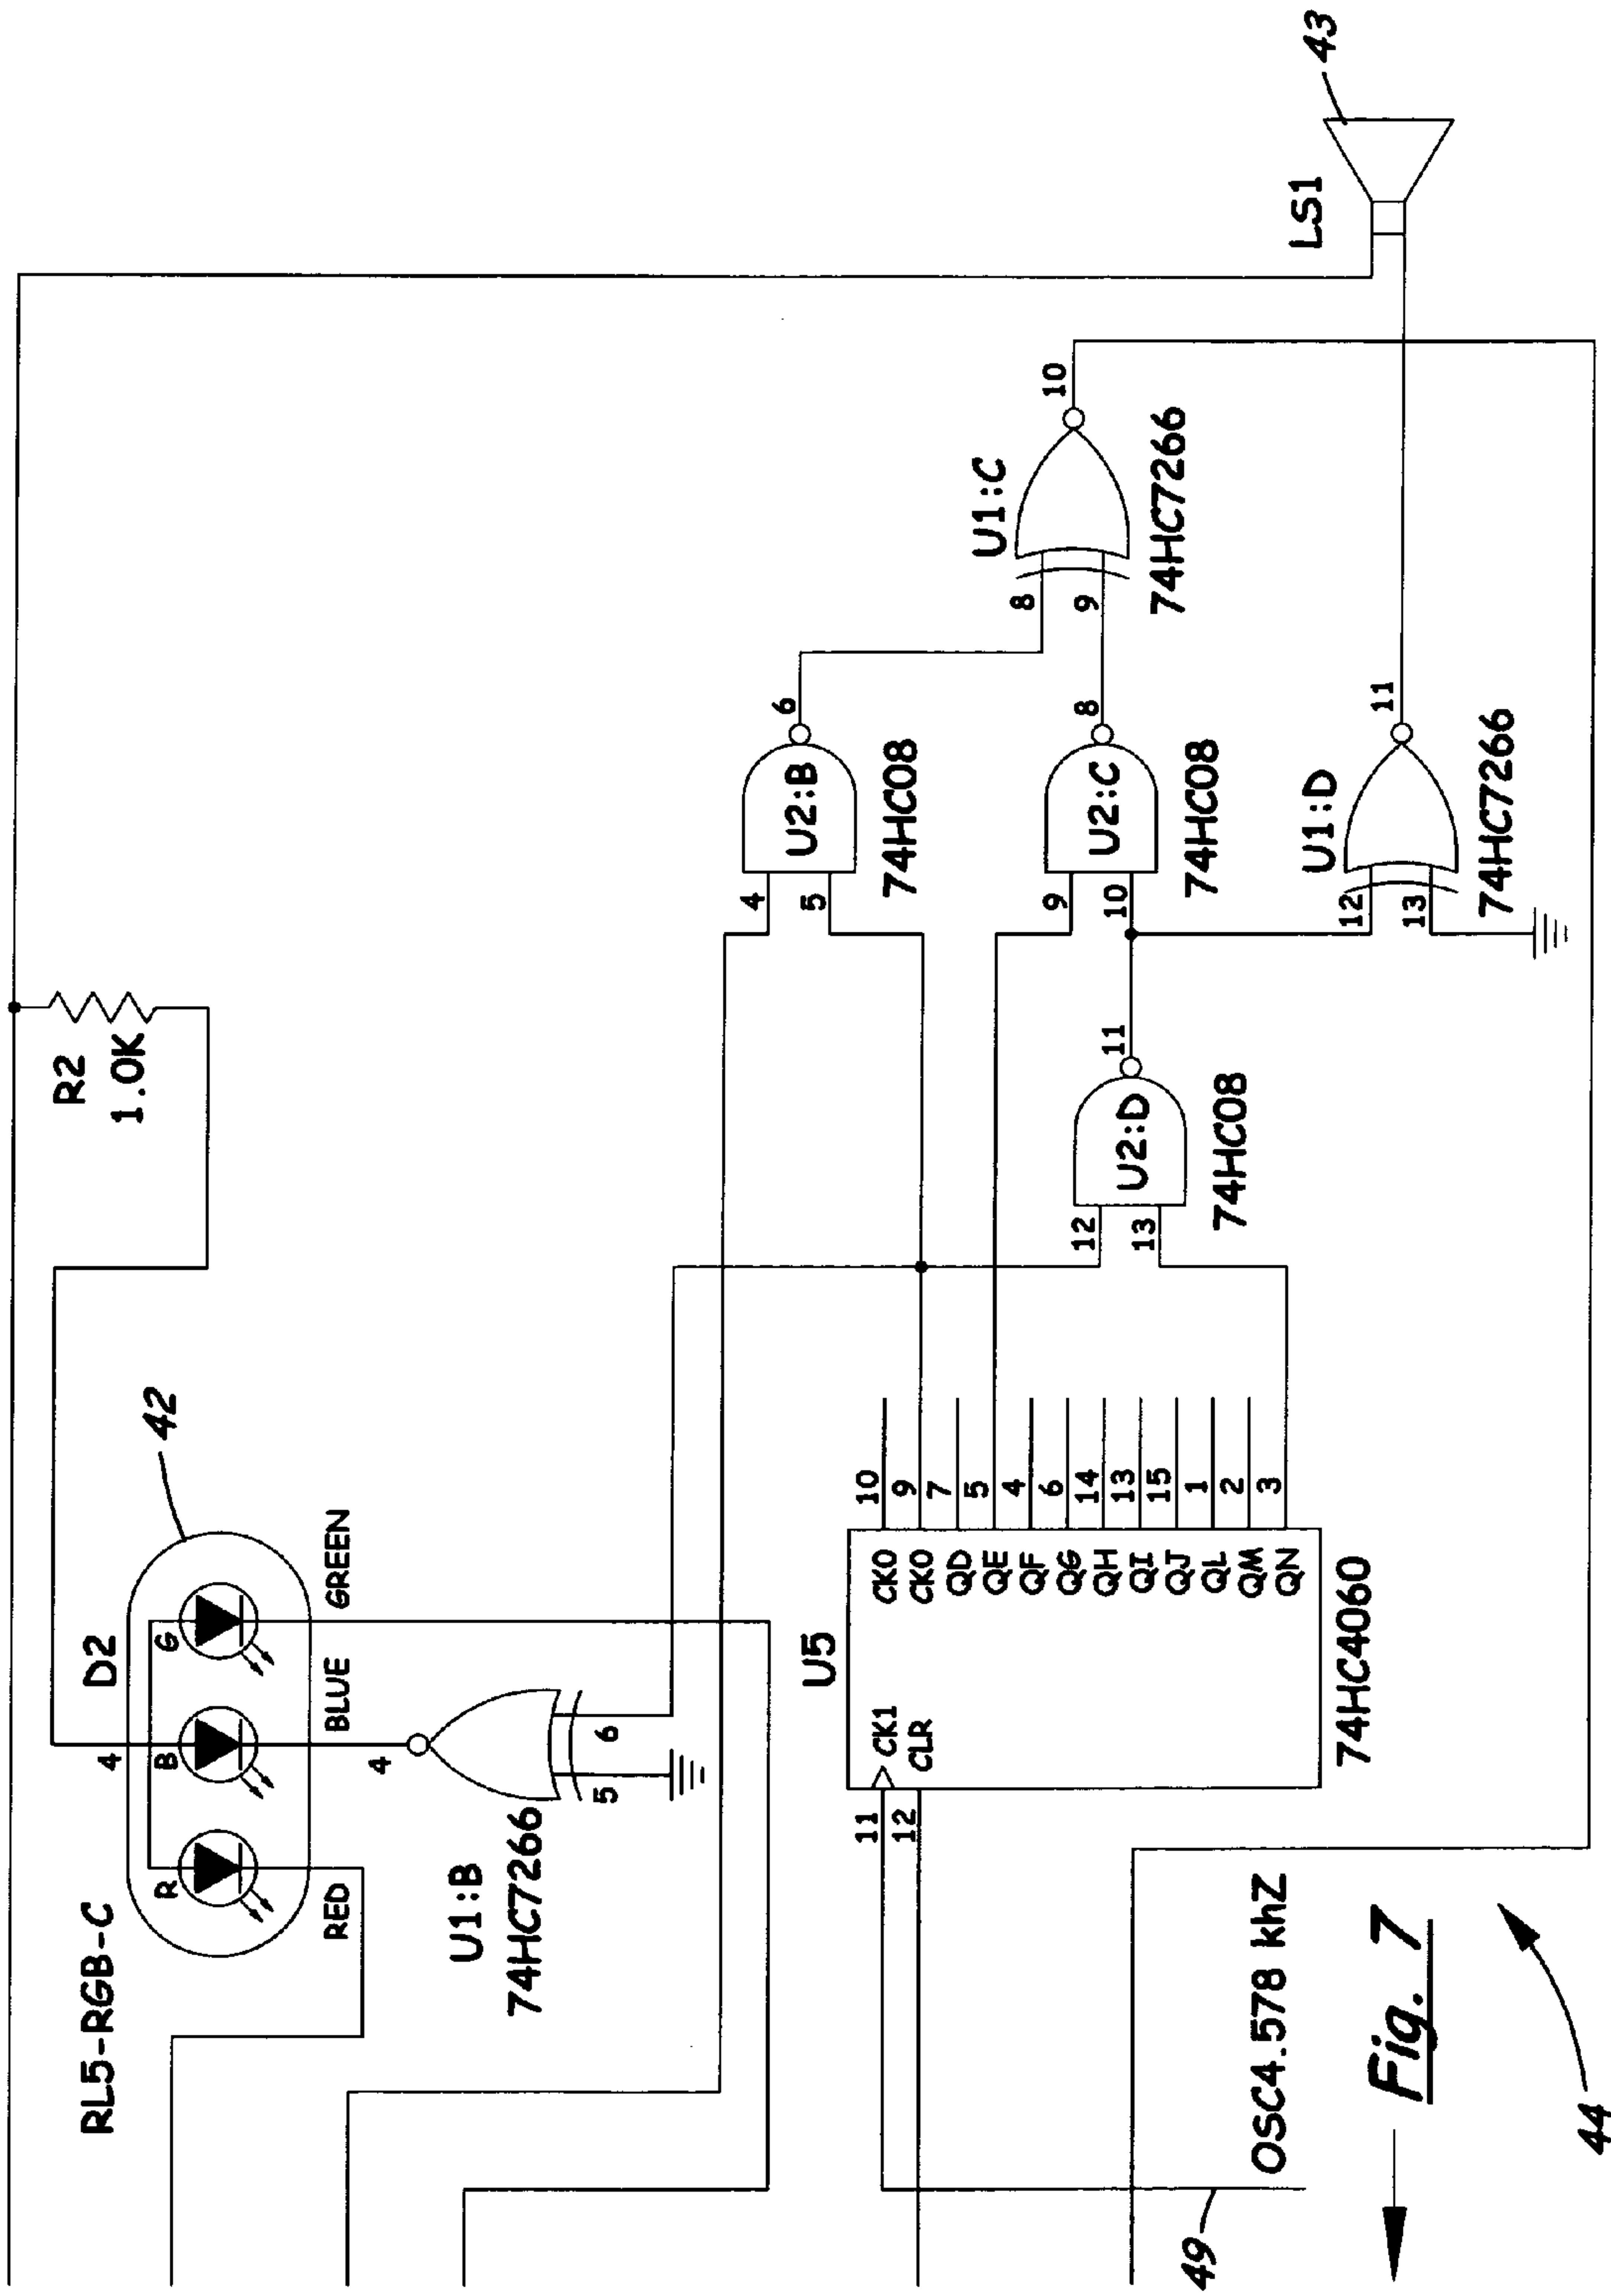 RL5-RGB-C
D2
42
4
R
B
G
RED
BLUE
GREEN
R2
1.0K
4
5
6
U1:B
74HC7266
U5
11
12
CK1
CLR
CKO
CKO
QD
QE
QF
QG
QH
QI
QJ
QL
QM
QN
10
9
7
5
4
6
14
13
15
1
2
3
74HC4060
12
13
U2:D
11
74HC08
4
5
U2:B
6
74HC08
9
10
U2:C
8
74HC08
U1:C
8
9
10
74HC7266
U1:D
12
13
11
74HC7266
LS1
43
OSC4.578 khZ
49
Fig. 7
44